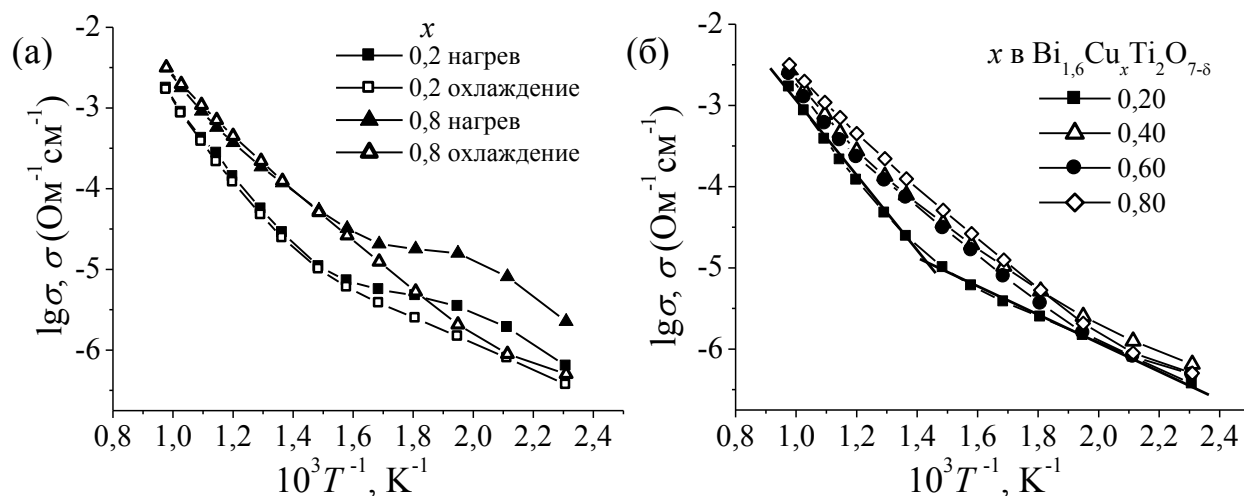 (а)
lgσ, σ (Ом⁻¹см⁻¹)
-2
-3
-4
-5
-6
0,8 1,0 1,2 1,4 1,6 1,8 2,0 2,2 2,4
10³T⁻¹, K⁻¹
x
0,2 нагрев
0,2 охлаждение
0,8 нагрев
0,8 охлаждение
(б)
lgσ, σ (Ом⁻¹см⁻¹)
-2
-3
-4
-5
-6
0,8 1,0 1,2 1,4 1,6 1,8 2,0 2,2 2,4
10³T⁻¹, K⁻¹
x в Bi₁,₆CuₓTi₂O₇₋δ
0,20
0,40
0,60
0,80